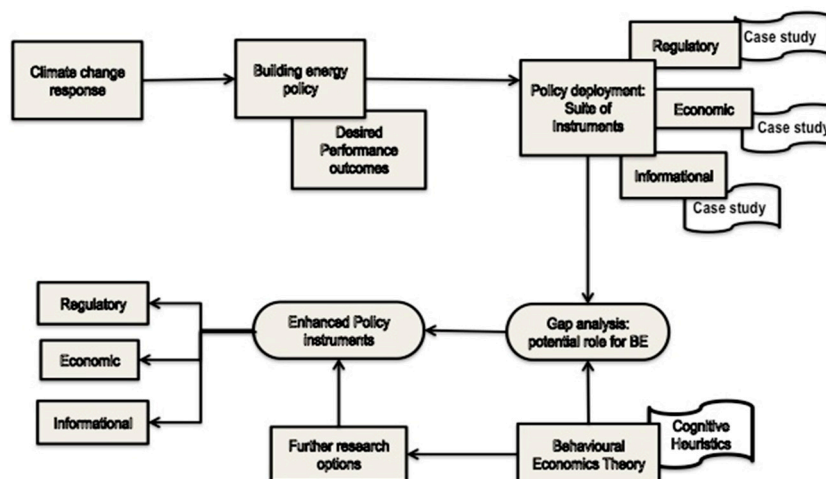 Climate change
response
Building energy
policy
Desired
Performance
outcomes
Policy deployment:
Suite of
Instruments
Regulatory
Case study
Economic
Case study
Informational
Case study
Regulatory
Economic
Informational
Enhanced Policy
instruments
Gap analysis:
potential role for BE
Further research
options
Behavioural
Economics Theory
Cognitive
Heuristics